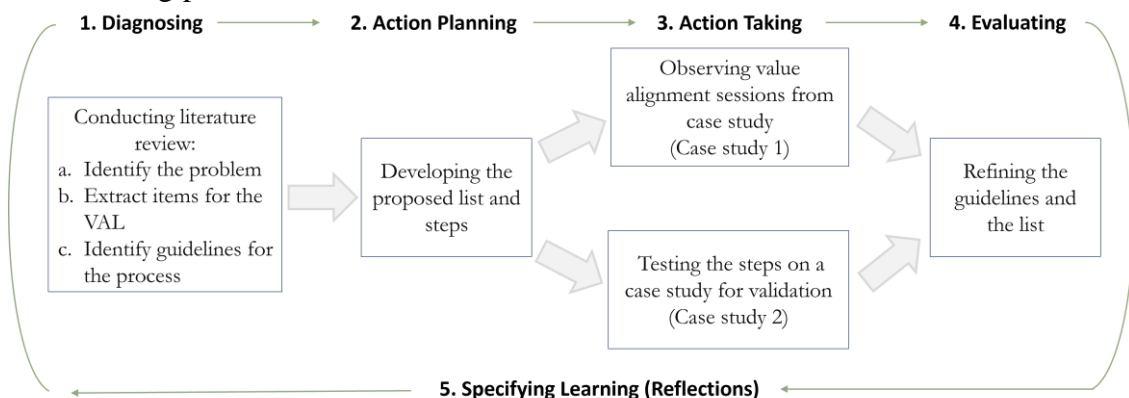 1. Diagnosing
2. Action Planning
3. Action Taking
4. Evaluating
Conducting literature
review:
a. Identify the problem
b. Extract items for the
VAL
c. Identify guidelines for
the process
Developing the
proposed list and
steps
Observing value
alignment sessions from
case study
(Case study 1)
Testing the steps on a
case study for validation
(Case study 2)
Refining the
guidelines and
the list
5. Specifying Learning (Reflections)